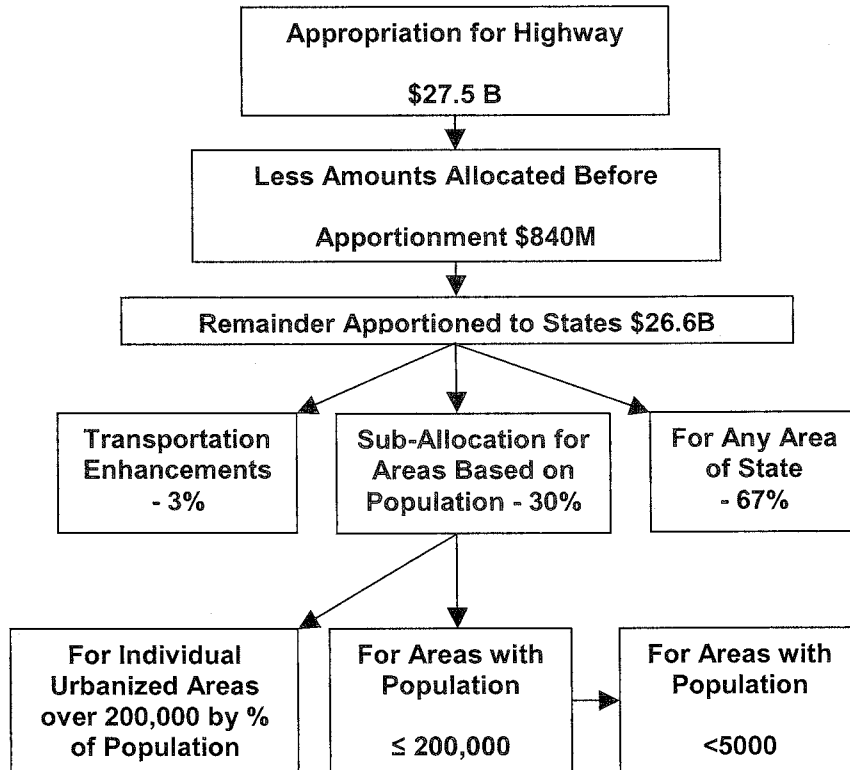 Appropriation for Highway
$27.5 B
Less Amounts Allocated Before
Apportionment $840M
Remainder Apportioned to States $26.6B
Transportation
Enhancements
- 3%
Sub-Allocation for
Areas Based on
Population - 30%
For Any Area
of State
- 67%
For Individual
Urbanized Areas
over 200,000 by %
of Population
For Areas with
Population
≤ 200,000
For Areas with
Population
<5000